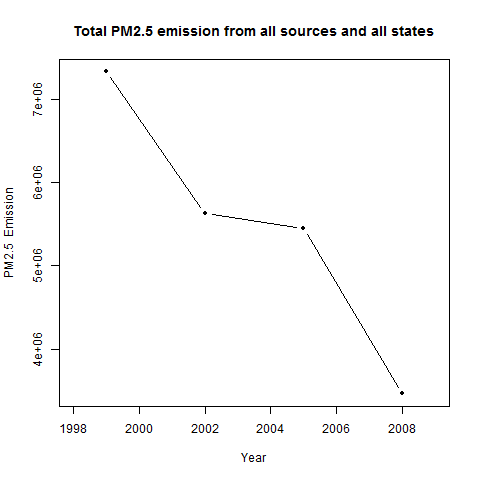 Total PM2.5 emission from all sources and all states
7e+06
6e+06
5e+06
4e+06
PM2.5 Emission
1998 2000 2002 2004 2006 2008
Year